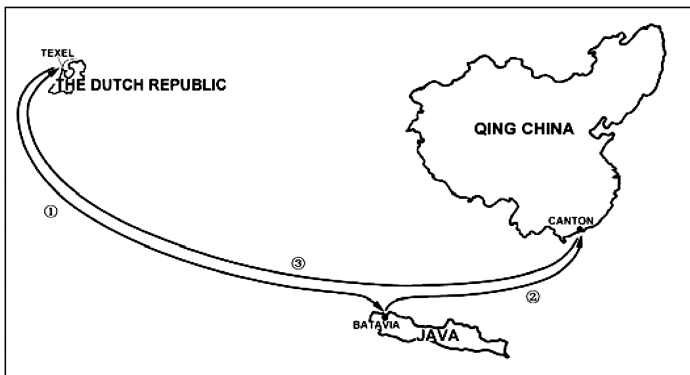 TEXEL
THE DUTCH REPUBLIC
QING CHINA
CANTON
①
③
②
BATAVIA
JAVA